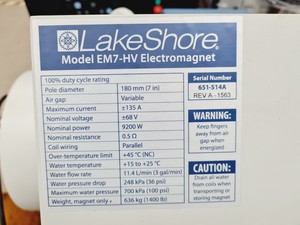 LakeShore®
Model EM7-HV Electromagnet
100% duty cycle rating
Pole diameter 180 mm (7 in)
Air gap Variable
Maximum current ±135 A
Nominal voltage ±68 V
Nominal power 9200 W
Nominal resistance 0.5 Ω
Coil wiring Parallel
Over-temperature limit +45 °C (NC)
Water temperature +15 to +25 °C
Water flow rate 11.4 L/min (3 gal/min)
Water pressure drop 248 kPa (36 psi)
Maximum water pressure 700 kPa (100 psi)
Weight, magnet only 636 kg (1400 lb)
Serial Number
651-514A
REV A - 1563
WARNING:
Keep fingers
away from air
gap when
energized
CAUTION:
Drain all water
from coils when
transporting or
storing magnet